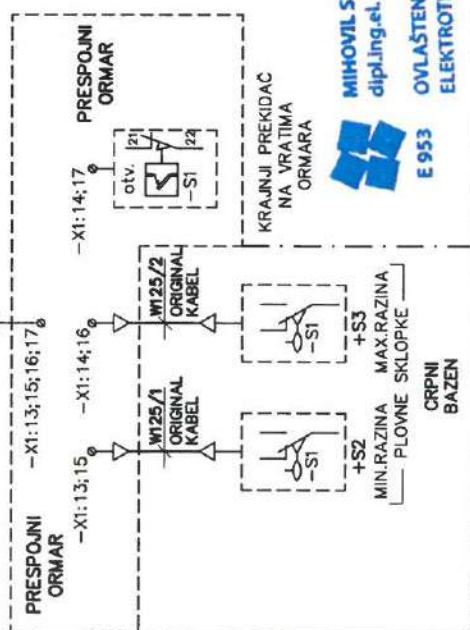 PRESPOJNI
ORMAR
-X1:13;15;16;17
-X1:13;15
-X1:14;16
-X1:14;17
PRESPOJNI
ORMAR
otv.
21
22
-S1
W125/1
ORIGINAL
KABEL
W125/2
ORIGINAL
KABEL
KRAJNJI PREKIDAČ
NA VRATIMA
ORMARA
-S1
+S2
-S1
+S3
MIN.RAZINA
MAX.RAZINA
PLOVNE SKLOPKE
CRPNI
BAZEN
MIHOVIL S
dipl.ing.el.
E 953
OVLAŠTEN